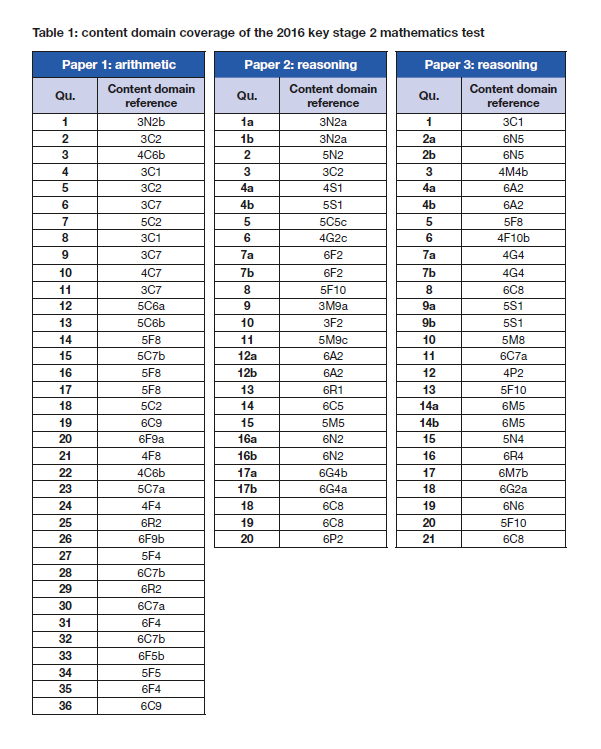 Table 1: content domain coverage of the 2016 key stage 2 mathematics test
Paper 1: arithmetic
Qu. Content domain reference
1 3N2b
2 3C2
3 4C6b
4 3C1
5 3C2
6 3C7
7 5C2
8 3C1
9 3C7
10 4C7
11 3C7
12 5C6a
13 5C6b
14 5F8
15 5C7b
16 5F8
17 5F8
18 5C2
19 6C9
20 6F9a
21 4F8
22 4C6b
23 5C7a
24 4F4
25 6R2
26 6F9b
27 5F4
28 6C7b
29 6R2
30 6C7a
31 6F4
32 6C7b
33 6F5b
34 5F5
35 6F4
36 6C9
Paper 2: reasoning
Qu. Content domain reference
1a 3N2a
1b 3N2a
2 5N2
3 3C2
4a 4S1
4b 5S1
5 5C5c
6 4G2c
7a 6F2
7b 6F2
8 5F10
9 3M9a
10 3F2
11 5M9c
12a 6A2
12b 6A2
13 6R1
14 6C5
15 5M5
16a 6N2
16b 6N2
17a 6G4b
17b 6G4a
18 6C8
19 6C8
20 6P2
Paper 3: reasoning
Qu. Content domain reference
1 3C1
2a 6N5
2b 6N5
3 4M4b
4a 6A2
4b 6A2
5 5F8
6 4F10b
7a 4G4
7b 4G4
8 6C8
9a 5S1
9b 5S1
10 5M8
11 6C7a
12 4P2
13 5F10
14a 6M5
14b 6M5
15 5N4
16 6R4
17 6M7b
18 6G2a
19 6N6
20 5F10
21 6C8